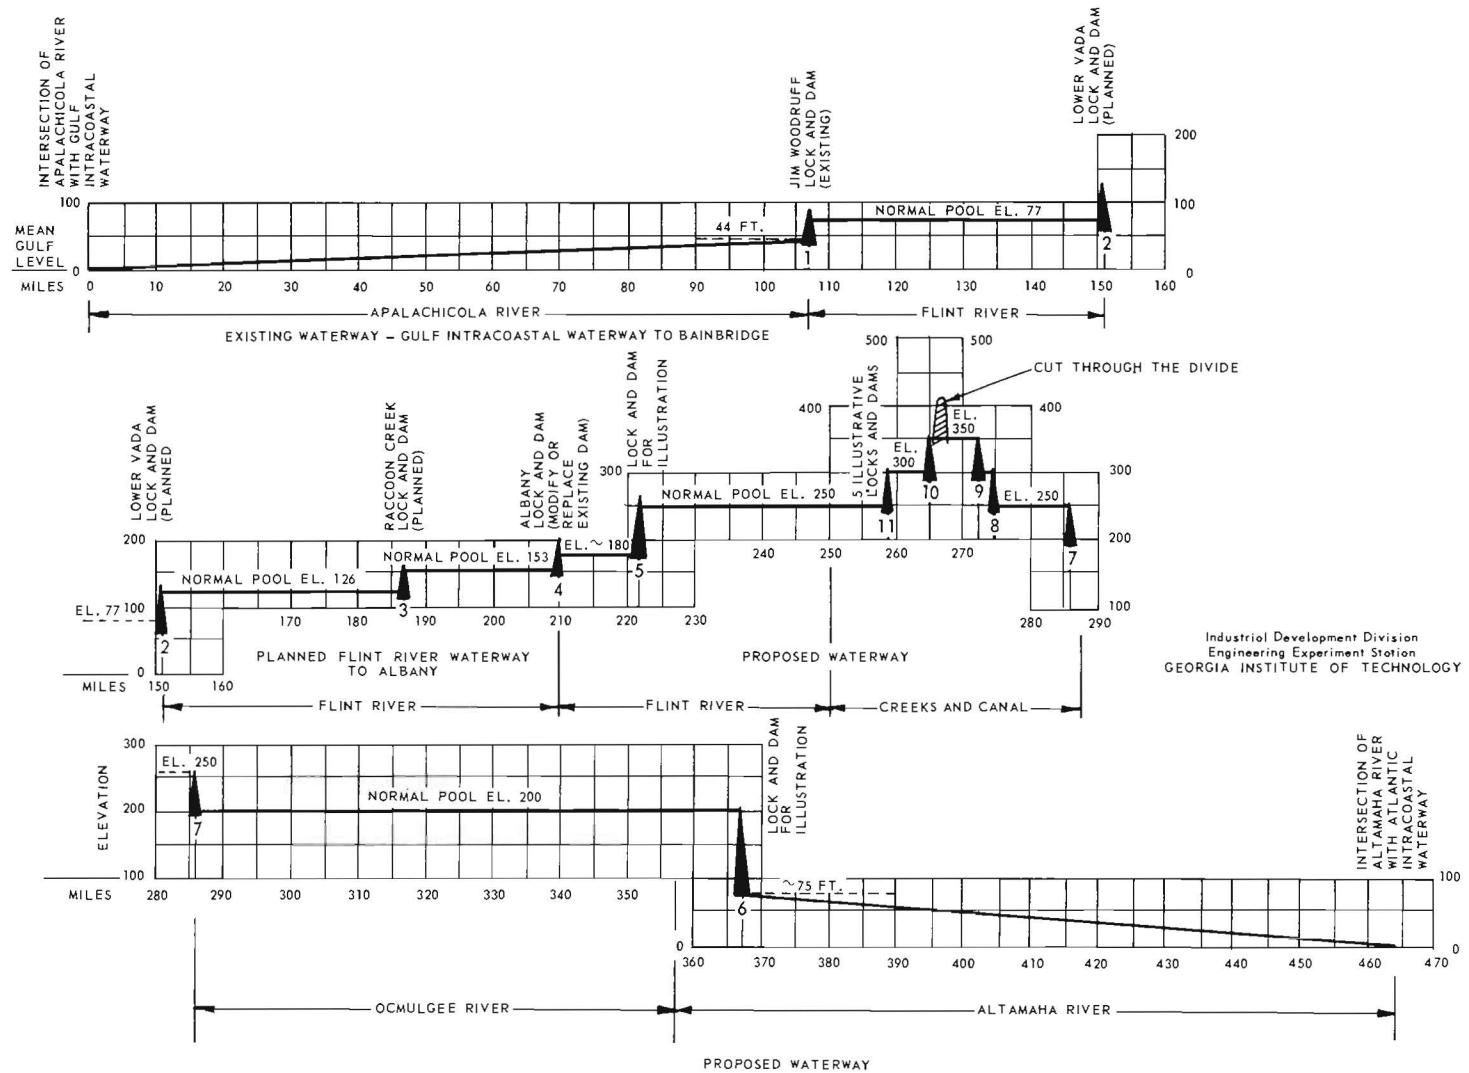 INTERSECTION OF
APALACHICOLA RIVER
WITH GULF
INTRACOASTAL
WATERWAY
JIM WOODRUFF
LOCK AND DAM
(EXISTING)
LOWER VADA
LOCK AND DAM
(PLANNED)
200
100
MEAN
GULF
LEVEL
0
44 FT.
NORMAL POOL EL. 77
100
1
2
0
MILES
0 10 20 30 40 50 60 70 80 90 100 110 120 130 140 150 160
APALACHICOLA RIVER
FLINT RIVER
EXISTING WATERWAY – GULF INTRACOASTAL WATERWAY TO BAINBRIDGE
LOWER VADA
LOCK AND DAM
(PLANNED
RACCOON CREEK
LOCK AND DAM
(PLANNED)
ALBANY
LOCK AND DAM
(MODIFY OR
REPLACE
EXISTING DAM)
LOCK AND DAM
FOR
ILLUSTRATION
5 ILLUSTRATIVE
LOCKS AND DAMS
500 500
CUT THROUGH THE DIVIDE
400 400
EL.
350
EL.
300
300 300
NORMAL POOL EL. 250
EL. 250
10 9
11 8
200
NORMAL POOL EL. 153
EL. ~ 180
240 250 260 270
200
7
NORMAL POOL EL. 126
5
4
3
EL. 77
100
100
2
170 180 190 200 210 220 230
280 290
0
PLANNED FLINT RIVER WATERWAY
TO ALBANY
PROPOSED WATERWAY
MILES
150 160
FLINT RIVER
FLINT RIVER
CREEKS AND CANAL
Industrial Development Division
Engineering Experiment Station
GEORGIA INSTITUTE OF TECHNOLOGY
LOCK AND DAM
FOR
ILLUSTRATION
INTERSECTION OF
ALTAMAHA RIVER
WITH ATLANTIC
INTRACOASTAL
WATERWAY
ELEVATION
300
EL. 250
NORMAL POOL EL. 200
200
7
100
~75 FT.
100
MILES
280 290 300 310 320 330 340 350
6
0 0
360 370 380 390 400 410 420 430 440 450 460 470
OCMULGEE RIVER
ALTAMAHA RIVER
PROPOSED WATERWAY